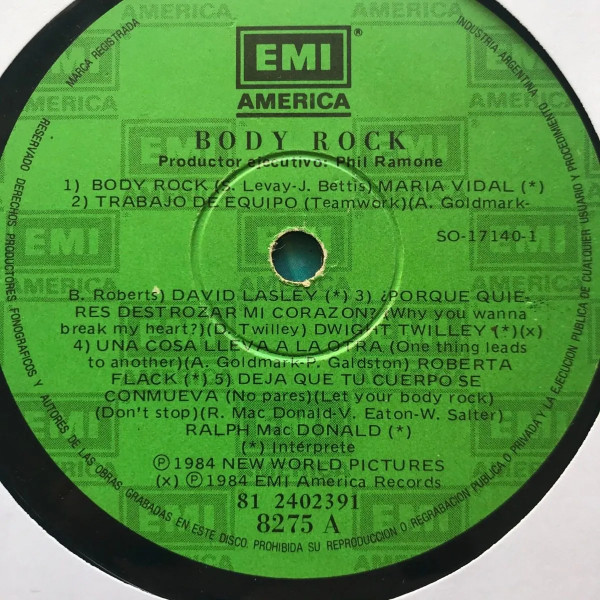 EMI®
AMERICA
BODY ROCK
Productor ejecutivo: Phil Ramone
1) BODY ROCK (S. Levay-J. Bettis) MARIA VIDAL (*)
2) TRABAJO DE EQUIPO (Teamwork)(A. Goldmark-
SO-17140-1
B. Roberts) DAVID LASLEY (*) 3) ¿PORQUE QUIE-
RES DESTROZAR MI CORAZON? (Why you wanna
break my heart?)(D. Twilley) DWIGHT TWILLEY (*)(x)
4) UNA COSA LLEVA A LA OTRA (One thing leads
to another)(A. Goldmark-P. Galdston) ROBERTA
FLACK (*) 5) DEJA QUE TU CUERPO SE
CONMUEVA (No pares)(Let your body rock)
(Don't stop)(R. Mac Donald-V. Eaton-W. Salter)
RALPH Mac DONALD (*)
(*) Intérprete
Ⓟ 1984 NEW WORLD PICTURES
(x) Ⓟ 1984 EMI America Records
81 2402391
8275 A
MARCA REGISTRADA
INDUSTRIA ARGENTINA
RESERVADO DERECHOS PRODUCTORES FONOGRAFICOS Y AUTORES DE LAS OBRAS GRABADAS EN ESTE DISCO. PROHIBIDA SU REPRODUCCION O REGRABACION PUBLICA O PRIVADA Y LA EJECUCION PUBLICA DE CUALQUIER USUARIO Y PROCEDIMIENTO